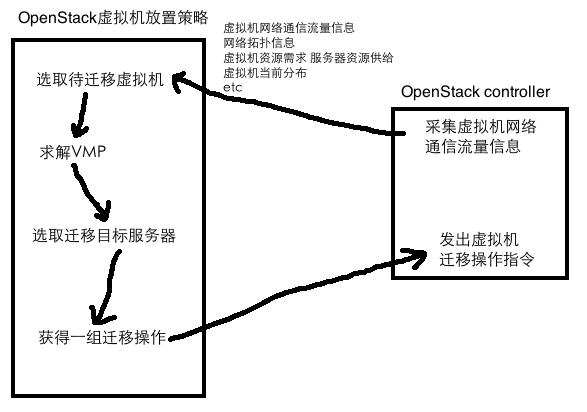 OpenStack虚拟机放置策略
选取待迁移虚拟机
求解VMP
选取迁移目标服务器
获得一组迁移操作
虚拟机网络通信流量信息
网络拓扑信息
虚拟机资源需求 服务器资源供给
虚拟机当前分布
etc
OpenStack controller
采集虚拟机网络
通信流量信息
发出虚拟机
迁移操作指令